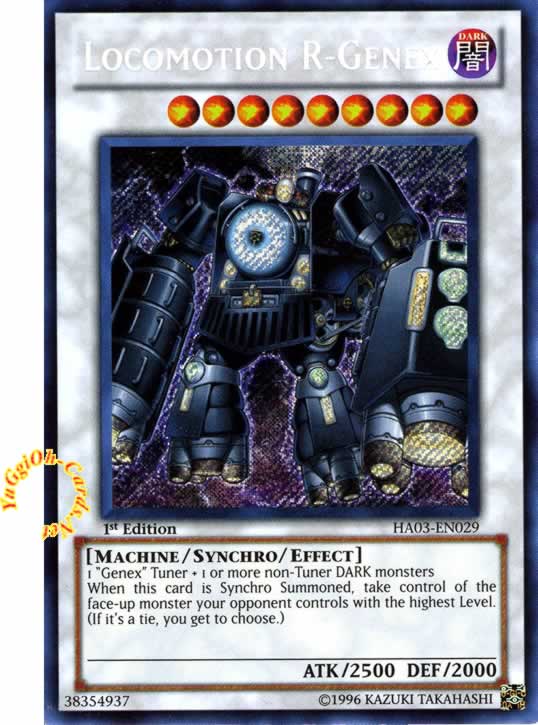 LOCOMOTION R-GENEX
DARK
闇
YuGgiOh-Cards.Net
1st Edition
HA03-EN029
[MACHINE/SYNCHRO/EFFECT]
1 "Genex" Tuner + 1 or more non-Tuner DARK monsters
When this card is Synchro Summoned, take control of the
face-up monster your opponent controls with the highest Level.
(If it's a tie, you get to choose.)
ATK/2500 DEF/2000
38354937
©1996 KAZUKI TAKAHASHI